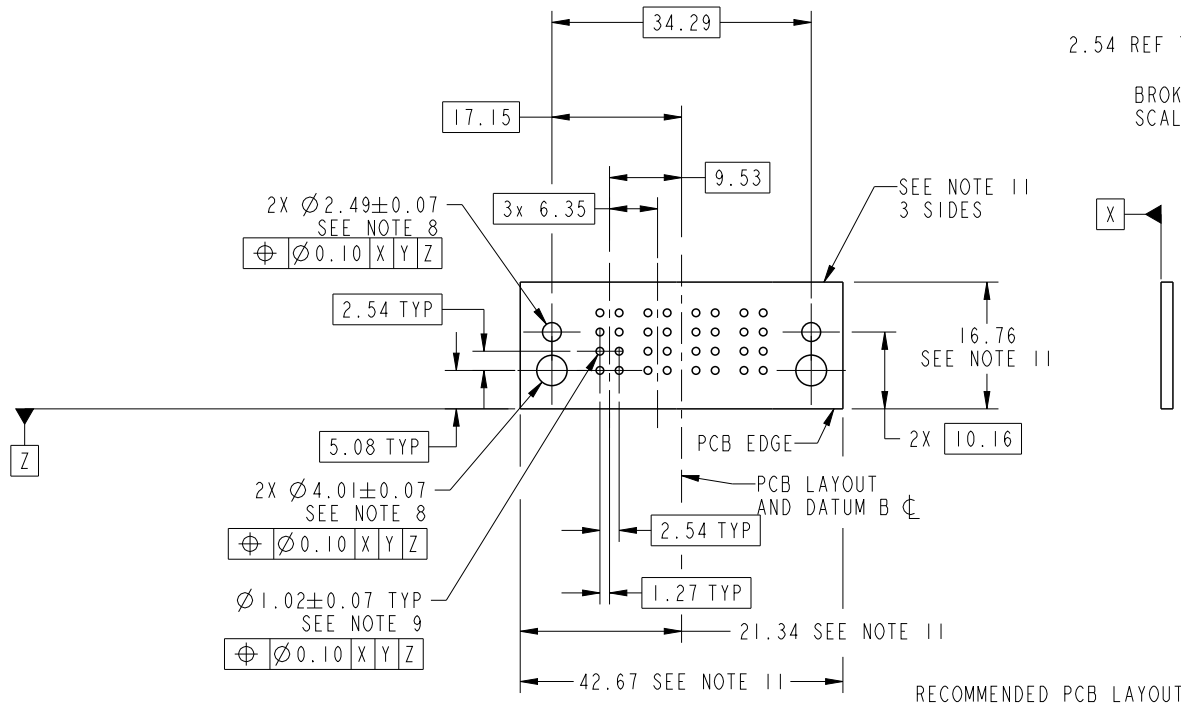 34.29
2.54 REF
BROK
SCAL
17.15
9.53
SEE NOTE 11
3 SIDES
3x 6.35
X
2X Ø2.49±0.07
SEE NOTE 8
⌖ Ø0.10 X Y Z
2.54 TYP
16.76
SEE NOTE 11
5.08 TYP
PCB EDGE
2X 10.16
Z
2X Ø4.01±0.07
SEE NOTE 8
⌖ Ø0.10 X Y Z
PCB LAYOUT
AND DATUM B ℄
2.54 TYP
1.27 TYP
Ø1.02±0.07 TYP
SEE NOTE 9
⌖ Ø0.10 X Y Z
21.34 SEE NOTE 11
42.67 SEE NOTE 11
RECOMMENDED PCB LAYOUT